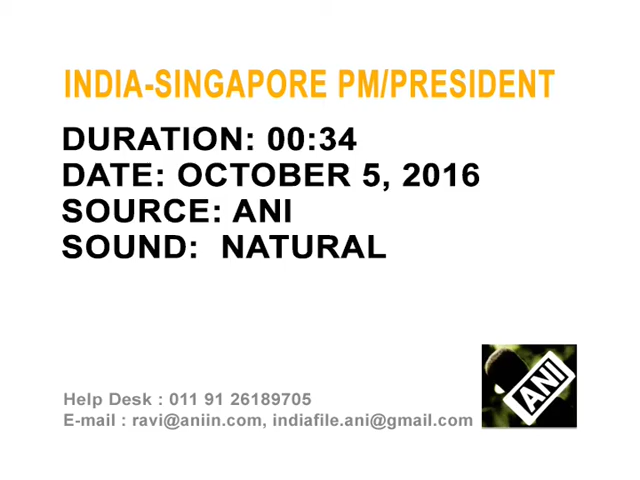 INDIA-SINGAPORE PM/PRESIDENT
DURATION: 00:34
DATE: OCTOBER 5, 2016
SOURCE: ANI
SOUND:  NATURAL
Help Desk : 011 91 26189705
E-mail : ravi@aniin.com, indiafile.ani@gmail.com
ANI